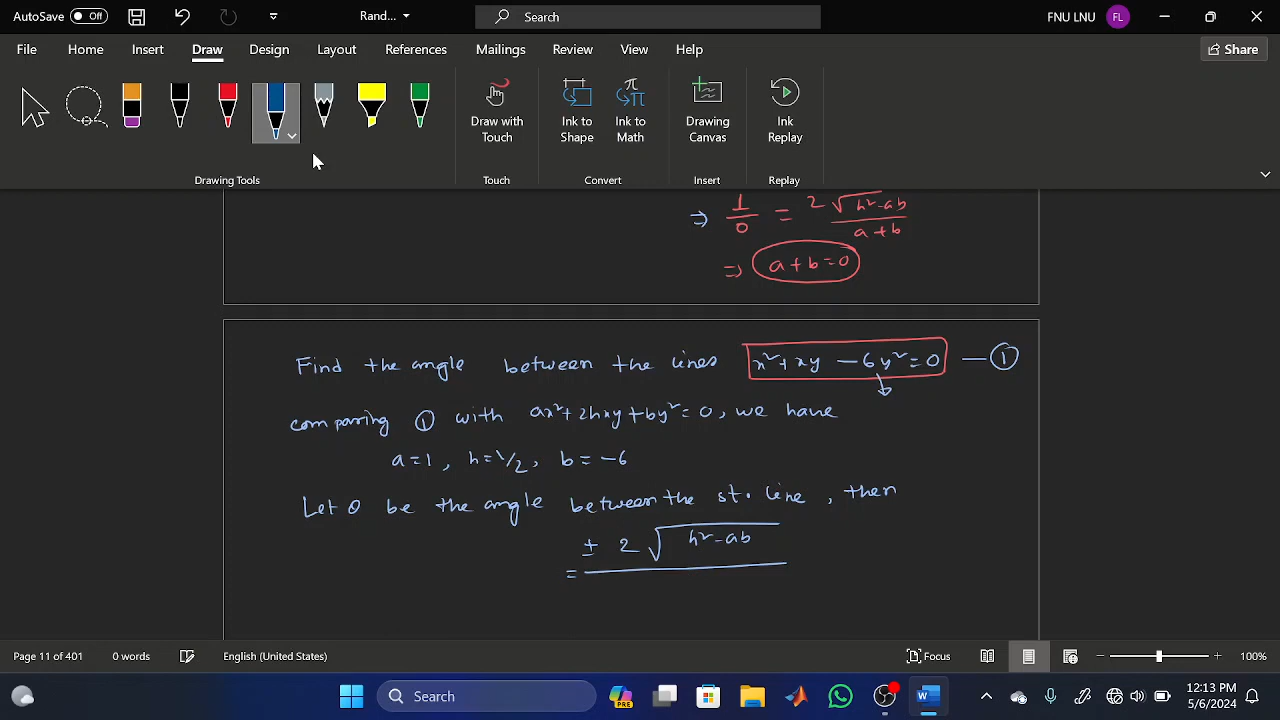 AutoSave Off Rand... Search FNU LNU FL
File Home Insert Draw Design Layout References Mailings Review View Help Share
Draw with Touch
Ink to Shape
Ink to Math
Drawing Canvas
Ink Replay
Drawing Tools Touch Convert Insert Replay
⇒ 1/0 = 2√(h²-ab)/(a+b)
⇒ a+b=0
Find the angle between the lines x²+xy-6y²=0 — ①
comparing ① with ax²+2hxy+by²=0, we have
a=1, h=1/2, b=-6
Let θ be the angle between the st. line, then
= ± 2√(h²-ab)
Page 11 of 401 0 words English (United States) Focus 100%
Search PRE 12:13 PM
5/6/2024